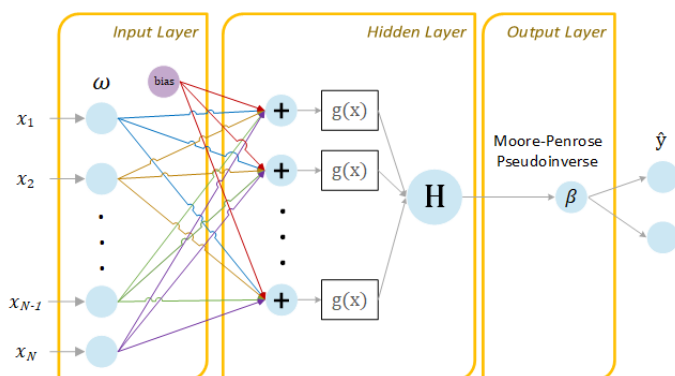 Input Layer
Hidden Layer
Output Layer
ω
bias
x1
+
g(x)
Moore-Penrose
Pseudoinverse
ŷ
x2
+
g(x)
H
β
xN-1
+
g(x)
xN